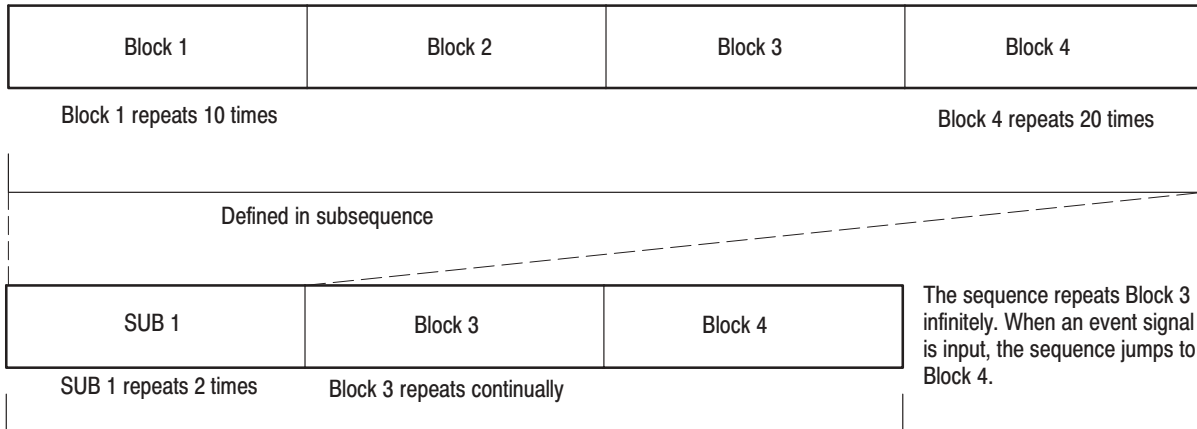 Block 1
Block 2
Block 3
Block 4
Block 1 repeats 10 times
Block 4 repeats 20 times
Defined in subsequence
SUB 1
Block 3
Block 4
The sequence repeats Block 3
infinitely. When an event signal
is input, the sequence jumps to
Block 4.
SUB 1 repeats 2 times
Block 3 repeats continually